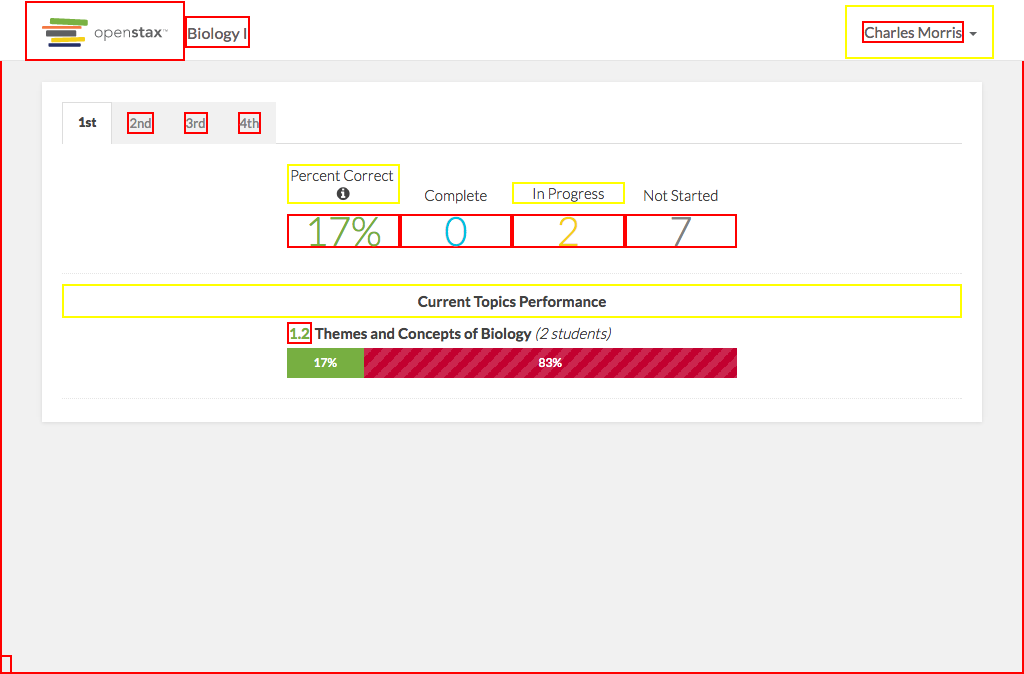 openstax™ Biology I Charles Morris
1st 2nd 3rd 4th
Percent Correct Complete In Progress Not Started
17% 0 2 7
Current Topics Performance
1.2 Themes and Concepts of Biology (2 students)
17% 83%